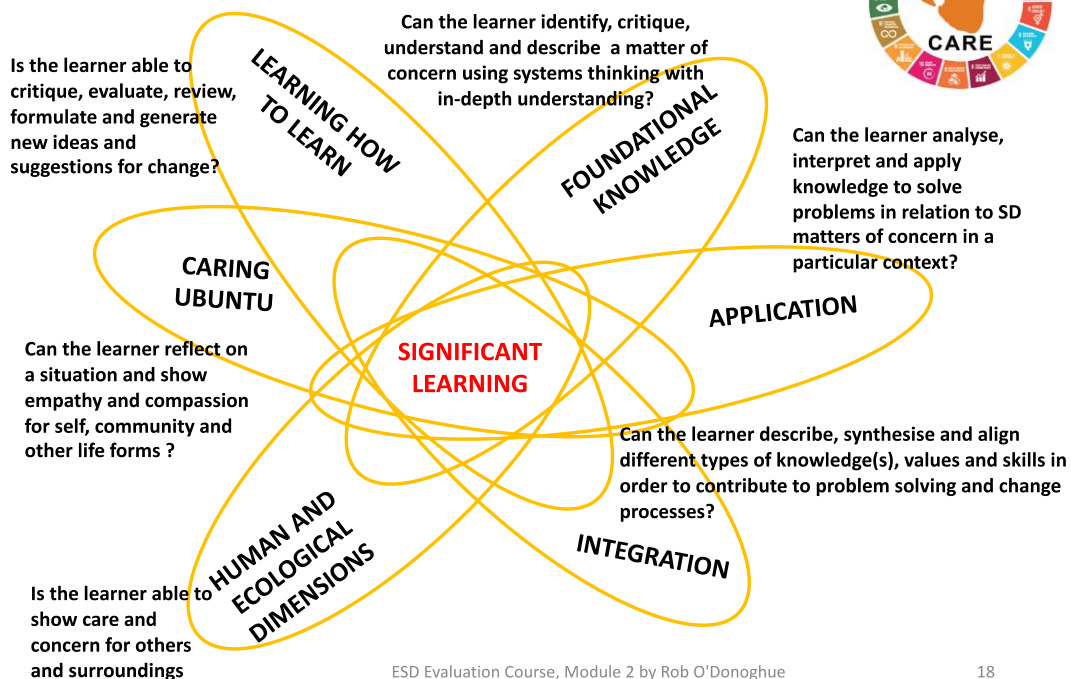 Can the learner identify, critique,
understand and describe  a matter of
concern using systems thinking with
in-depth understanding?
CARE
Is the learner able to
critique, evaluate, review,
formulate and generate
new ideas and
suggestions for change?
LEARNING HOW
TO LEARN
FOUNDATIONAL
KNOWLEDGE
Can the learner analyse,
interpret and apply
knowledge to solve
problems in relation to SD
matters of concern in a
particular context?
CARING
UBUNTU
APPLICATION
SIGNIFICANT
LEARNING
Can the learner reflect on
a situation and show
empathy and compassion
for self, community and
other life forms ?
Can the learner describe, synthesise and align
different types of knowledge(s), values and skills in
order to contribute to problem solving and change
processes?
HUMAN AND
ECOLOGICAL
DIMENSIONS
INTEGRATION
Is the learner able to
show care and
concern for others
and surroundings
ESD Evaluation Course, Module 2 by Rob O'Donoghue
18